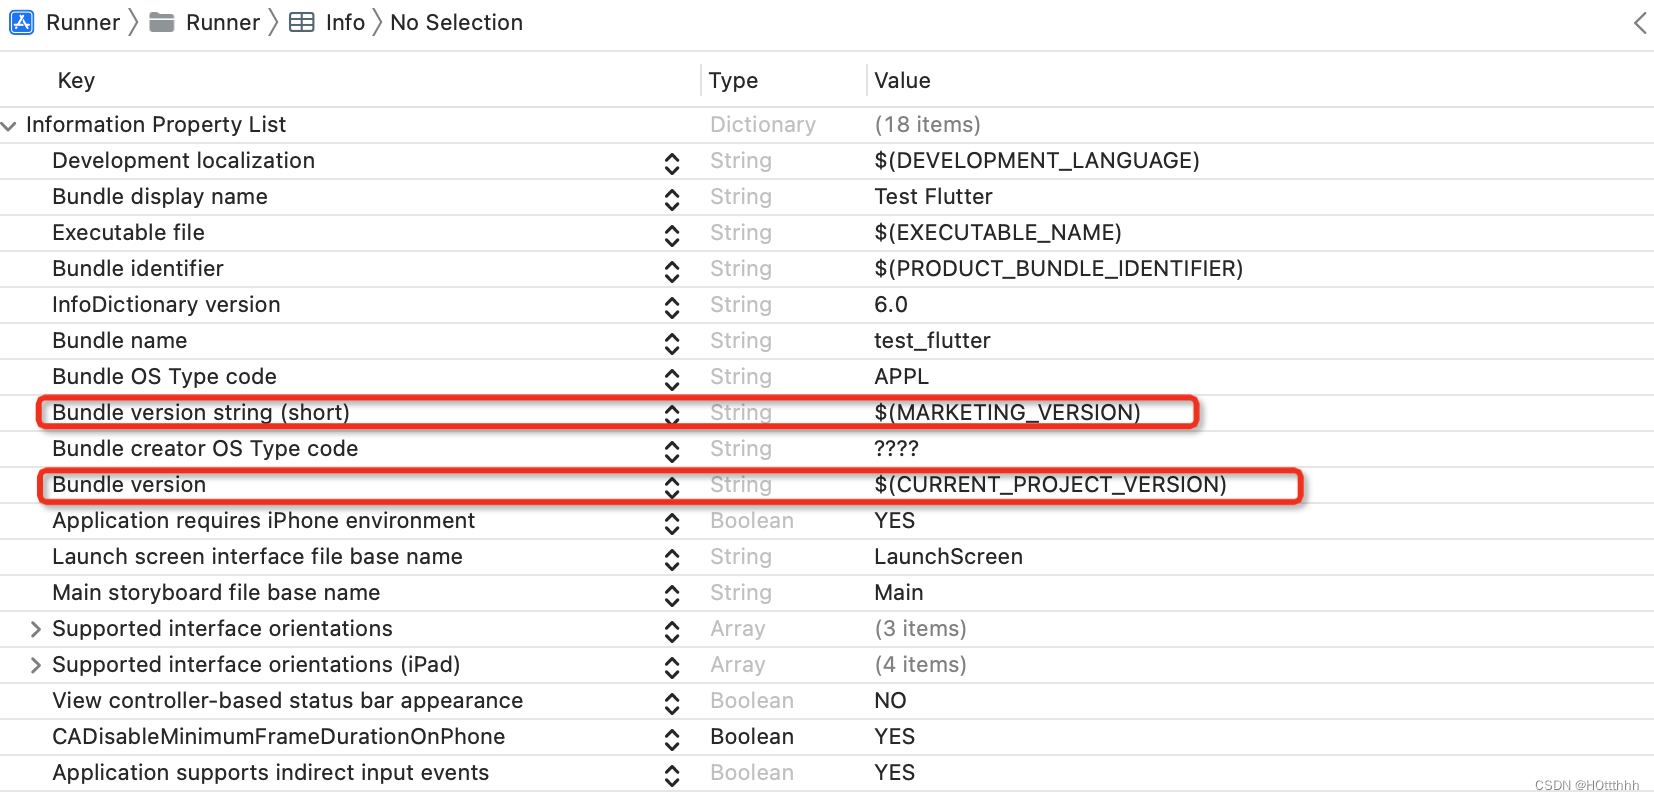 Runner Runner Info No Selection
Key Type Value
Information Property List Dictionary (18 items)
Development localization String $(DEVELOPMENT_LANGUAGE)
Bundle display name String Test Flutter
Executable file String $(EXECUTABLE_NAME)
Bundle identifier String $(PRODUCT_BUNDLE_IDENTIFIER)
InfoDictionary version String 6.0
Bundle name String test_flutter
Bundle OS Type code String APPL
Bundle version string (short) String $(MARKETING_VERSION)
Bundle creator OS Type code String ????
Bundle version String $(CURRENT_PROJECT_VERSION)
Application requires iPhone environment Boolean YES
Launch screen interface file base name String LaunchScreen
Main storyboard file base name String Main
Supported interface orientations Array (3 items)
Supported interface orientations (iPad) Array (4 items)
View controller-based status bar appearance Boolean NO
CADisableMinimumFrameDurationOnPhone Boolean YES
Application supports indirect input events Boolean YES
CSDN @H0ttthhh